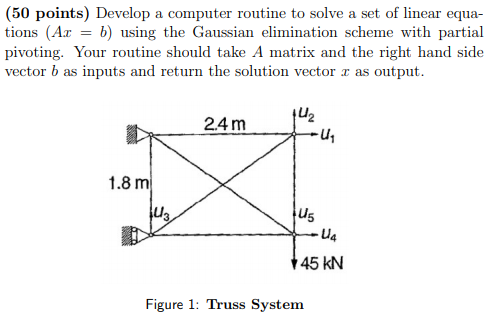 (50 points) Develop a computer routine to solve a set of linear equa-
tions (Ax = b) using the Gaussian elimination scheme with partial
pivoting. Your routine should take A matrix and the right hand side
vector b as inputs and return the solution vector x as output.
U₂
2.4 m
U₁
1.8 m
U₃
U₅
U₄
45 kN
Figure 1: Truss System